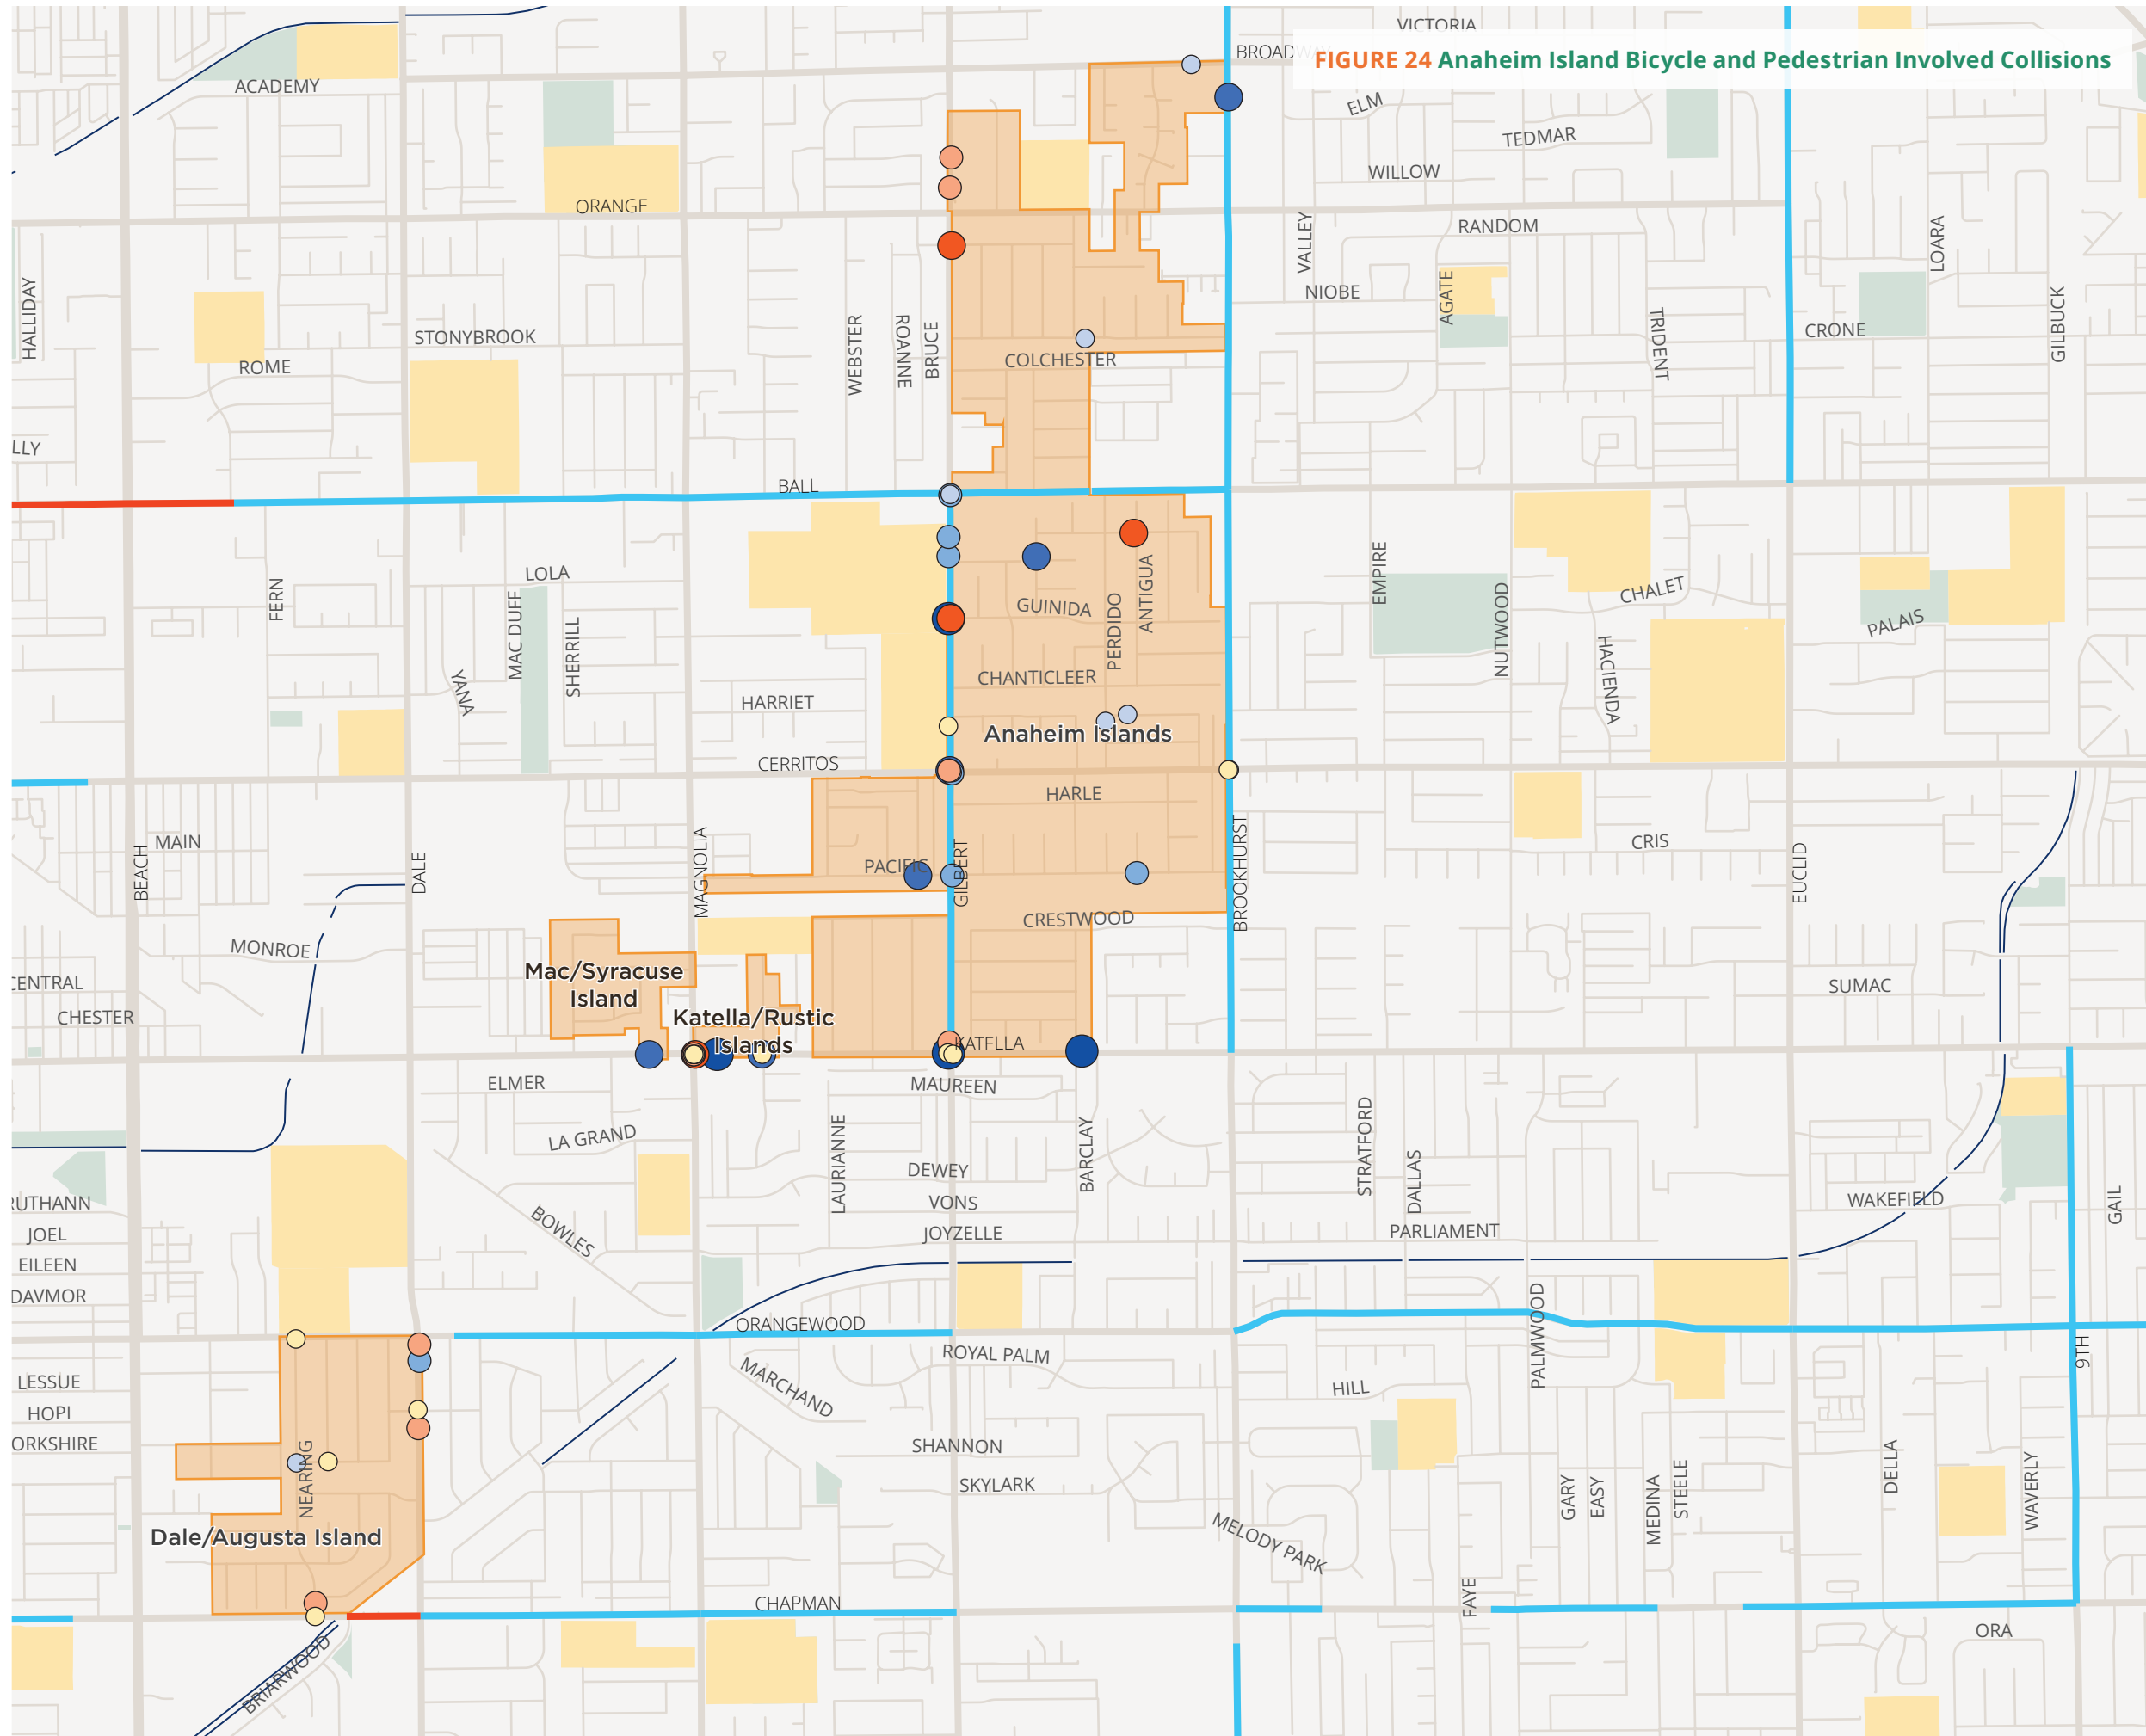 VICTORIA
BROADWAY
FIGURE 24 Anaheim Island Bicycle and Pedestrian Involved Collisions
ACADEMY
ELM
TEDMAR
WILLOW
ORANGE
RANDOM
VALLEY
LOARA
HALLIDAY
NIOBE
AGATE
GILBUCK
STONYBROOK
WEBSTER
ROANNE
BRUCE
TRIDENT
CRONE
ROME
COLCHESTER
LLY
BALL
LOLA
FERN
MAC DUFF
SHERRILL
YANA
GUINIDA
PERDIDO
ANTIGUA
EMPIRE
NUTWOOD
CHALET
HACIENDA
PALAIS
CHANTICLEER
HARRIET
Anaheim Islands
CERRITOS
HARLE
MAIN
CRIS
BEACH
DALE
MAGNOLIA
PACIFIC
GILBERT
BROOKHURST
EUCLID
CRESTWOOD
MONROE
CENTRAL
Mac/Syracuse
Island
SUMAC
CHESTER
Katella/Rustic
Islands
KATELLA
ELMER
MAUREEN
LA GRAND
LAURIANNE
BARCLAY
STRATFORD
DALLAS
DEWEY
RUTHANN
VONS
WAKEFIELD
GAIL
JOEL
BOWLES
JOYZELLE
PARLIAMENT
EILEEN
DAVMOR
ORANGEWOOD
PALMWOOD
9TH
ROYAL PALM
LESSUE
MARCHAND
HILL
HOPI
ORKSHIRE
NEARING
SHANNON
SKYLARK
GARY
EASY
MEDINA
STEELE
DELLA
WAVERLY
Dale/Augusta Island
MELODY PARK
CHAPMAN
FAYE
ORA
BRIARWOOD